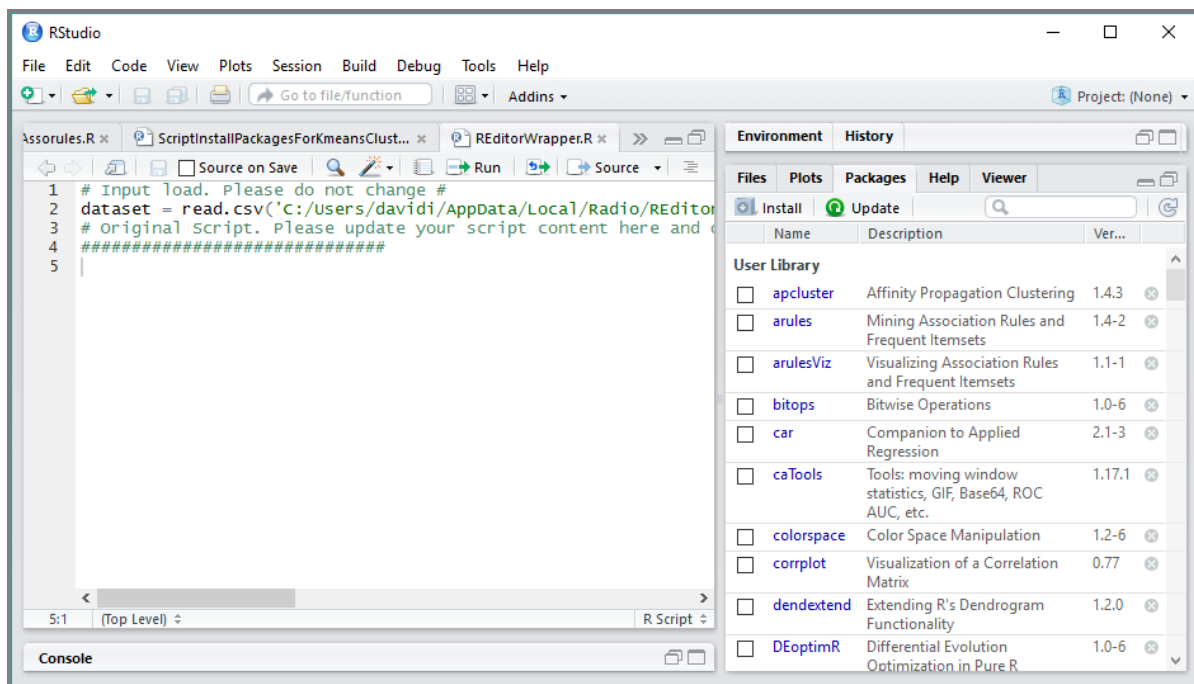 RStudio
File Edit Code View Plots Session Build Debug Tools Help
Go to file/function Addins Project: (None)
Assorules.R ScriptInstallPackagesForKmeansClust... REditorWrapper.R
Source on Save Run Source
1 # Input load. Please do not change #
2 dataset = read.csv('C:/Users/davidi/AppData/Local/Radio/REditor
3 # Original Script. Please update your script content here and
4 ##############################
5
5:1 (Top Level) R Script
Console
Environment History
Files Plots Packages Help Viewer
Install Update
Name Description Ver...
User Library
apcluster Affinity Propagation Clustering 1.4.3
arules Mining Association Rules and 1.4-2
Frequent Itemsets
arulesViz Visualizing Association Rules 1.1-1
and Frequent Itemsets
bitops Bitwise Operations 1.0-6
car Companion to Applied 2.1-3
Regression
caTools Tools: moving window 1.17.1
statistics, GIF, Base64, ROC
AUC, etc.
colorspace Color Space Manipulation 1.2-6
corrplot Visualization of a Correlation 0.77
Matrix
dendextend Extending R's Dendrogram 1.2.0
Functionality
DEoptimR Differential Evolution 1.0-6
Optimization in Pure R